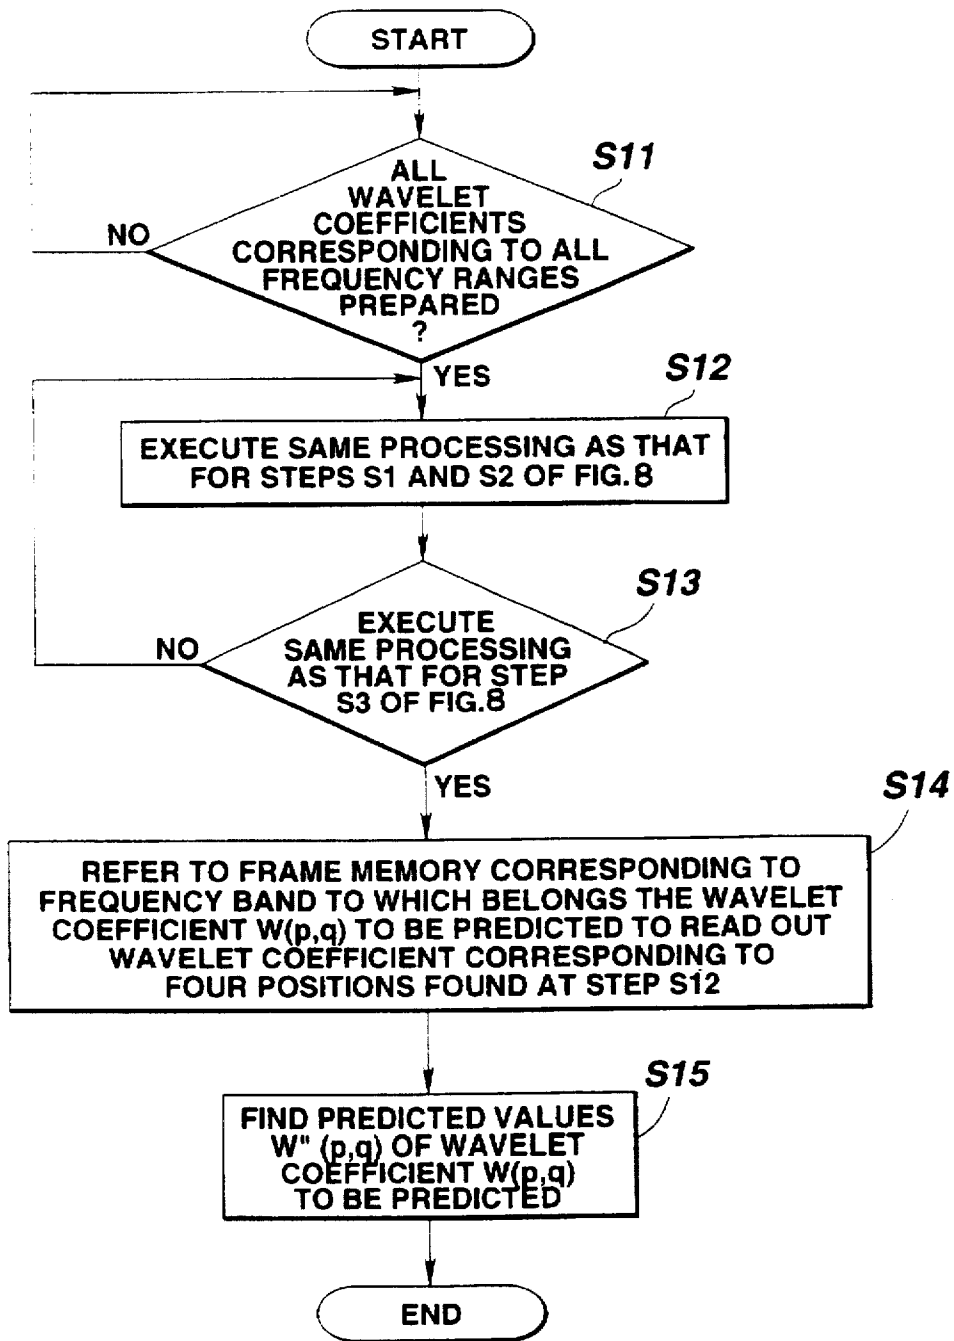 START
S11
ALL
WAVELET
COEFFICIENTS
CORRESPONDING TO ALL
FREQUENCY RANGES
PREPARED
?
NO
YES
S12
EXECUTE SAME PROCESSING AS THAT
FOR STEPS S1 AND S2 OF FIG.8
S13
EXECUTE
SAME PROCESSING
AS THAT FOR STEP
S3 OF FIG.8
NO
YES
S14
REFER TO FRAME MEMORY CORRESPONDING TO
FREQUENCY BAND TO WHICH BELONGS THE WAVELET
COEFFICIENT W(p,q) TO BE PREDICTED TO READ OUT
WAVELET COEFFICIENT CORRESPONDING TO
FOUR POSITIONS FOUND AT STEP S12
S15
FIND PREDICTED VALUES
W" (p,q) OF WAVELET
COEFFICIENT W(p,q)
TO BE PREDICTED
END